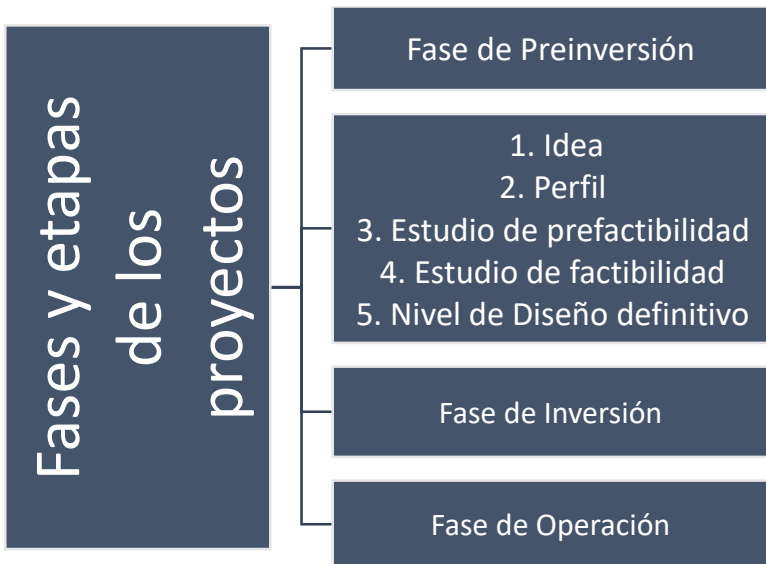 Fases y etapas
de los
proyectos
Fase de Preinversión
1. Idea
2. Perfil
3. Estudio de prefactibilidad
4. Estudio de factibilidad
5. Nivel de Diseño definitivo
Fase de Inversión
Fase de Operación